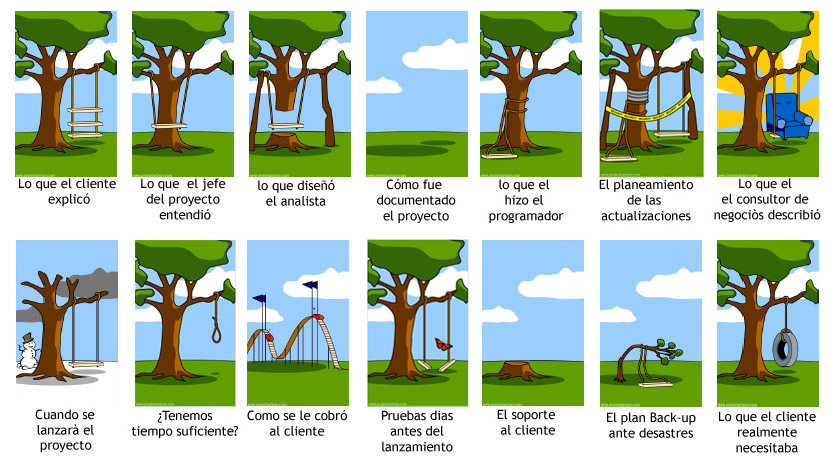 Lo que el cliente
explicó
Lo que el jefe
del proyecto
entendió
lo que diseñó
el analista
Cómo fue
documentado
el proyecto
lo que el
hizo el
programador
El planeamiento
de las
actualizaciones
Lo que el
el consultor de
negociòs describió
Cuando se
lanzarà el
proyecto
¿Tenemos
tiempo suficiente?
Como se le cobró
al cliente
Pruebas dias
antes del
lanzamiento
El soporte
al cliente
El plan Back-up
ante desastres
Lo que el cliente
realmente
necesitaba